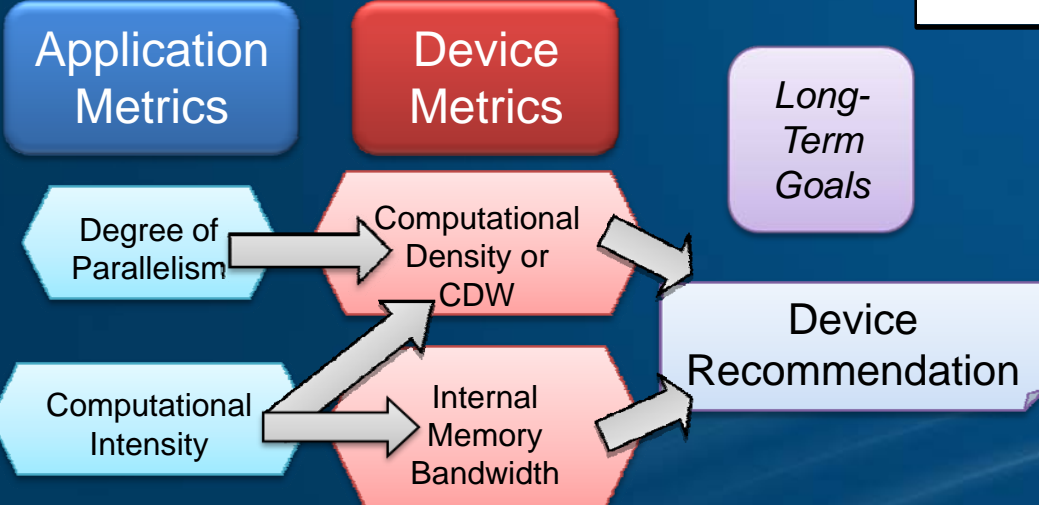 Application
Metrics
Device
Metrics
Long-
Term
Goals
Degree of
Parallelism
Computational
Density or
CDW
Device
Recommendation
Computational
Intensity
Internal
Memory
Bandwidth